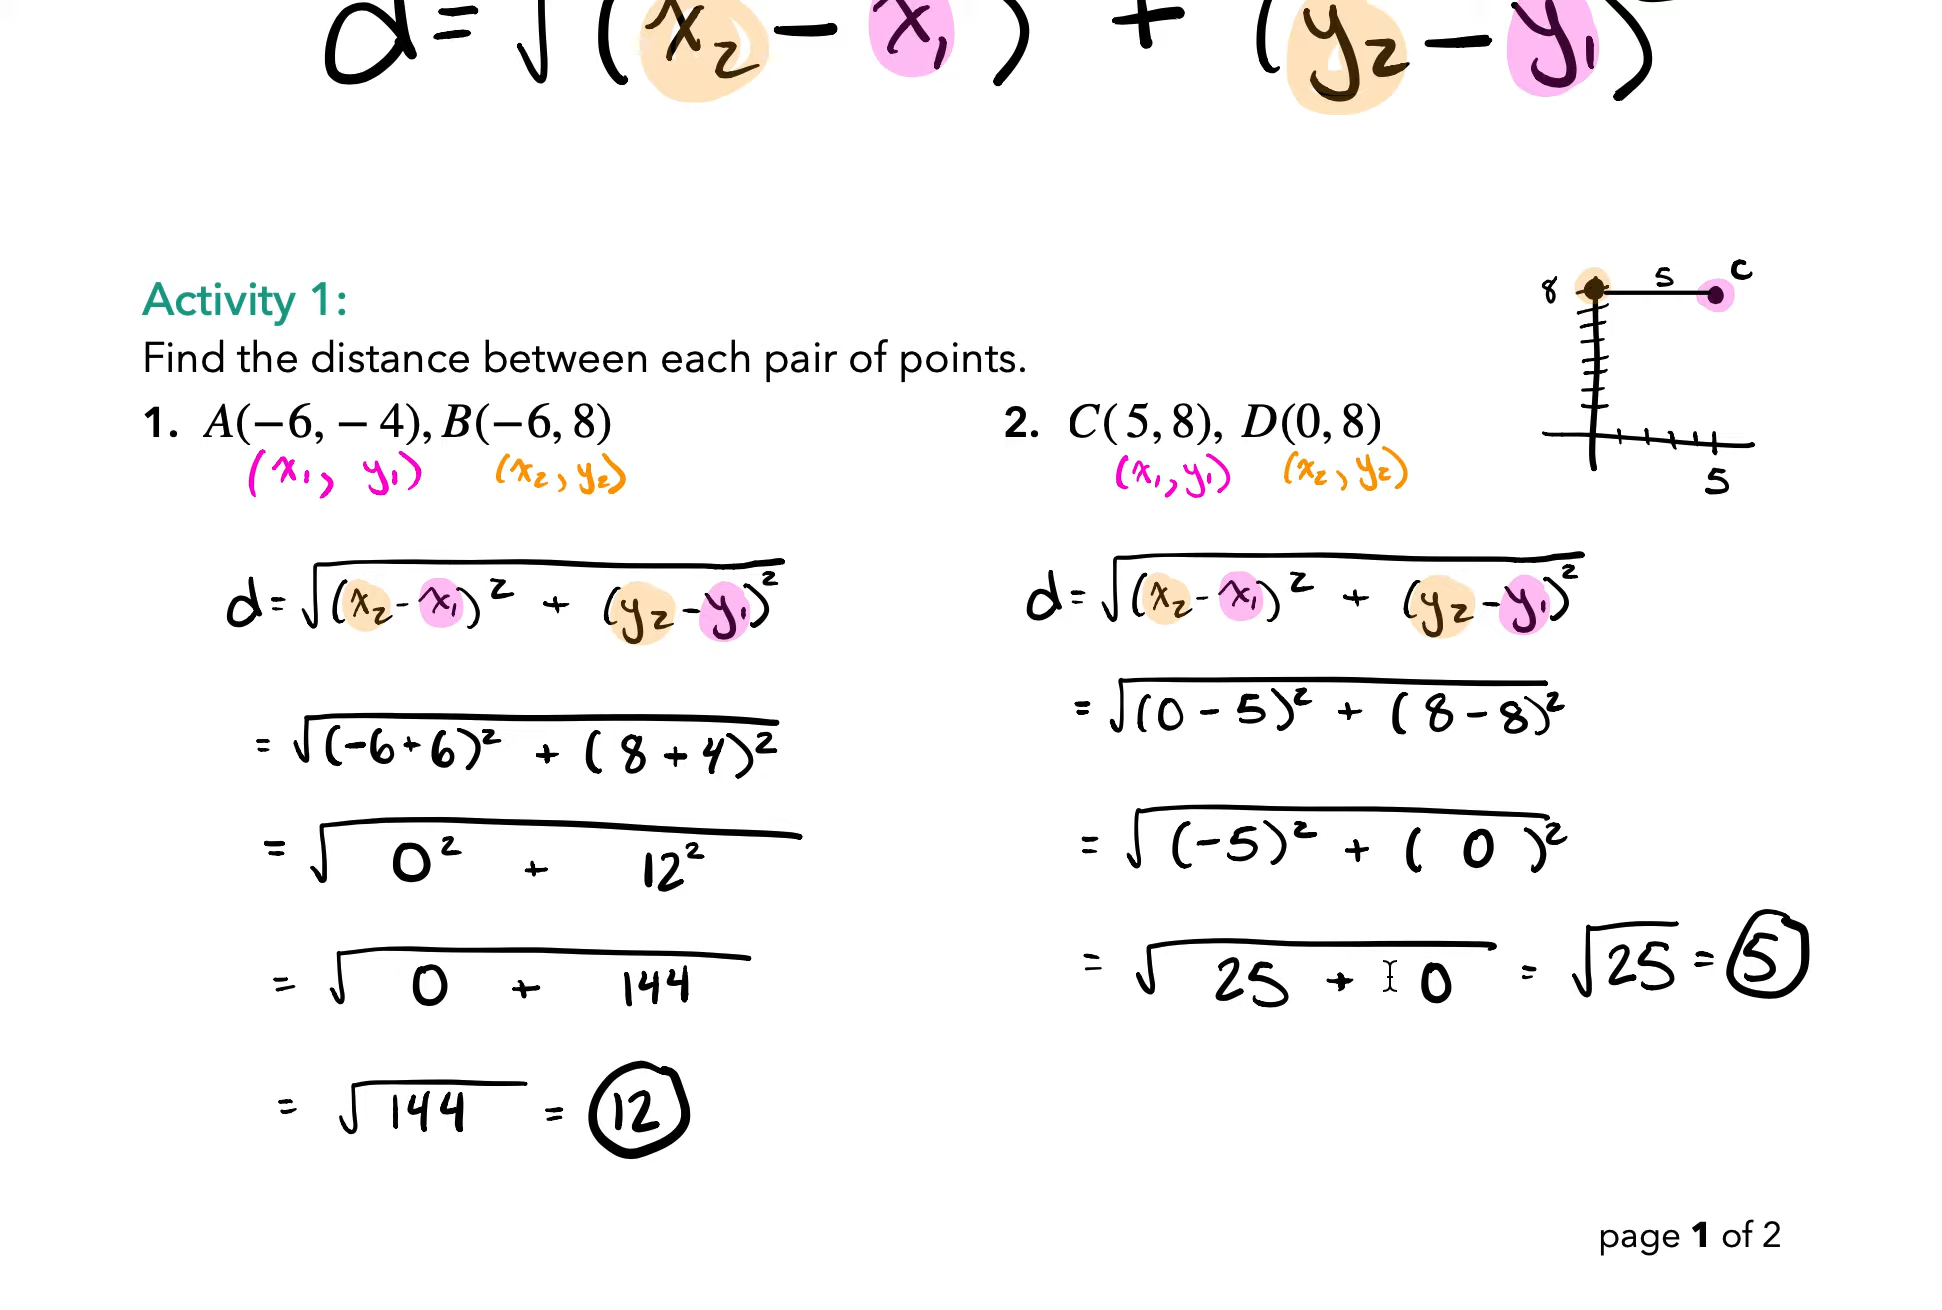 d = √(x₂ − x₁) + (y₂ − y₁)²
Activity 1:
Find the distance between each pair of points.
1. A(−6, − 4), B(−6, 8)
(x₁, y₁) (x₂, y₂)
d = √(x₂ - x₁)² + (y₂ - y₁)²
= √(-6+6)² + (8 + 4)²
= √0² + 12²
= √0 + 144
= √144 = 12
2. C( 5, 8), D(0, 8)
(x₁, y₁) (x₂, y₂)
8 5 C
5
d = √(x₂ - x₁)² + (y₂ - y₁)²
= √(0 - 5)² + (8 - 8)²
= √(-5)² + ( 0 )²
= √25 + 0 = √25 = 5
page 1 of 2